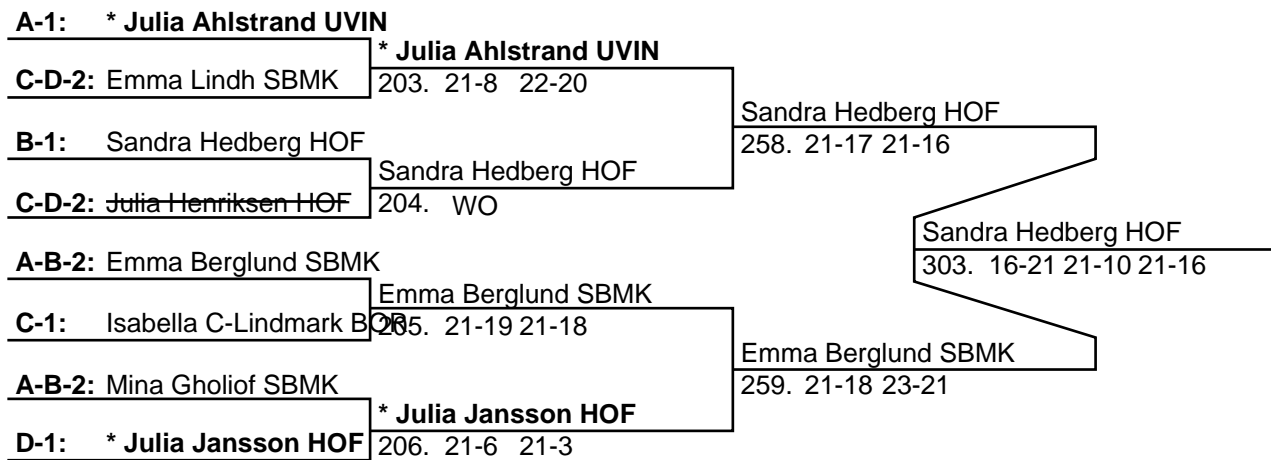 A-1: * Julia Ahlstrand UVIN
* Julia Ahlstrand UVIN
C-D-2: Emma Lindh SBMK
203. 21-8 22-20
Sandra Hedberg HOF
258. 21-17 21-16
B-1: Sandra Hedberg HOF
Sandra Hedberg HOF
C-D-2: Julia Henriksen HOF
204. WO
Sandra Hedberg HOF
303. 16-21 21-10 21-16
A-B-2: Emma Berglund SBMK
Emma Berglund SBMK
C-1: Isabella C-Lindmark BOR
205. 21-19 21-18
Emma Berglund SBMK
259. 21-18 23-21
A-B-2: Mina Gholiof SBMK
* Julia Jansson HOF
D-1: * Julia Jansson HOF
206. 21-6 21-3